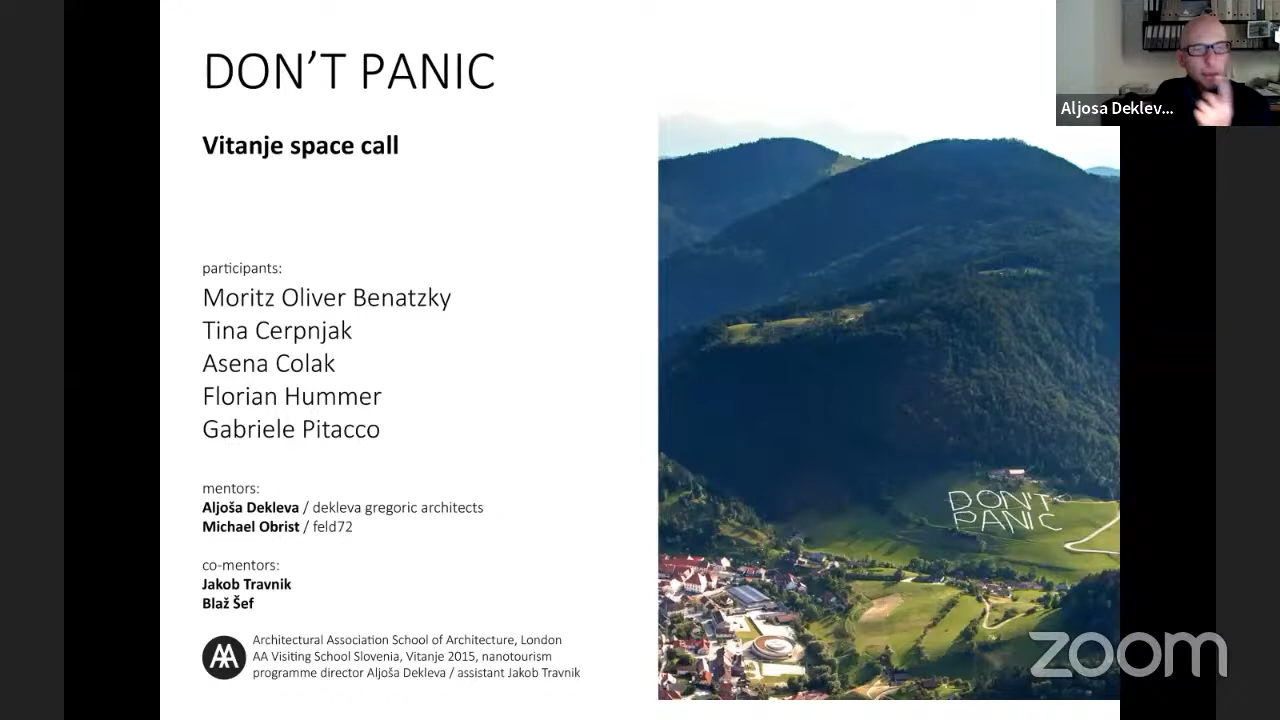 DON’T PANIC
Vitanje space call
participants:
Moritz Oliver Benatzky
Tina Cerpnjak
Asena Colak
Florian Hummer
Gabriele Pitacco
mentors:
Aljoša Dekleva / dekleva gregoric architects
Michael Obrist / feld72
co-mentors:
Jakob Travnik
Blaž Šef
AA
Architectural Association School of Architecture, London
AA Visiting School Slovenia, Vitanje 2015, nanotourism
programme director Aljoša Dekleva / assistant Jakob Travnik
Aljosa Deklev...
DON'T
PANIC
zoom